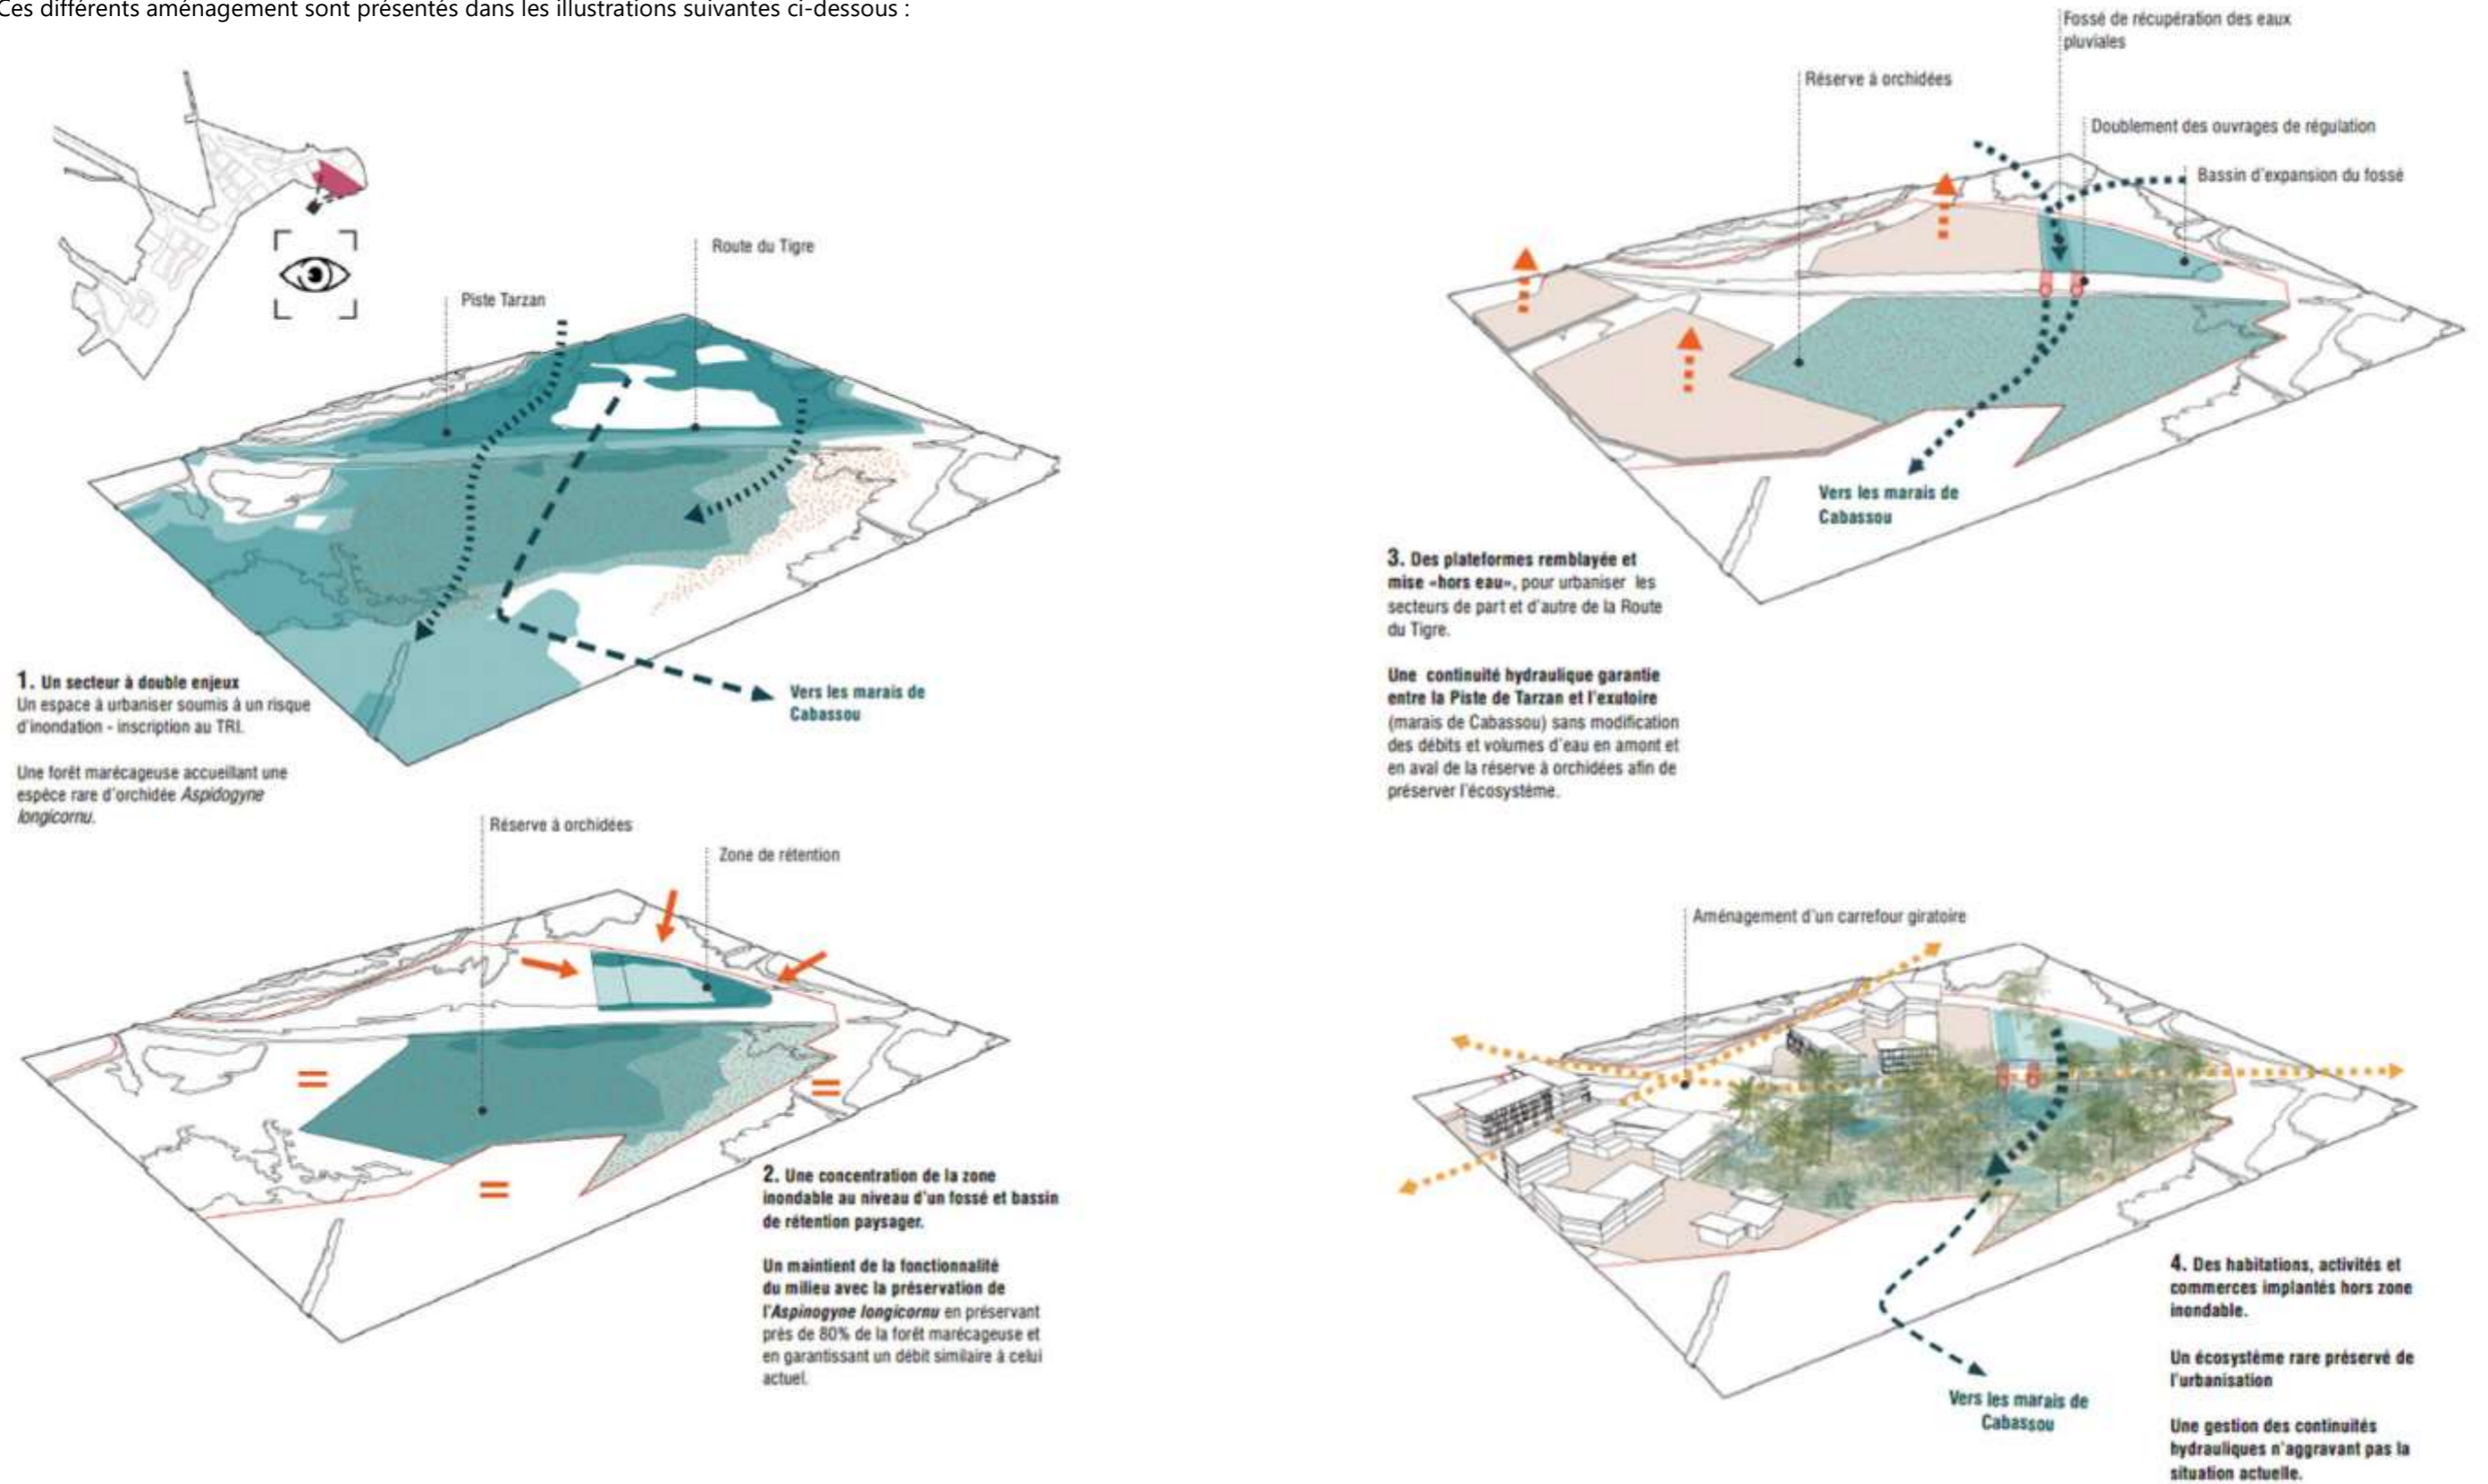 Ces différents aménagement sont présentés dans les illustrations suivantes ci-dessous :
Route du Tigre
Piste Tarzan
Vers les marais de
Cabassou
1. Un secteur à double enjeux
Un espace à urbaniser soumis à un risque
d'inondation - inscription au TRI.
Une forêt marécageuse accueillant une
espèce rare d'orchidée Aspidogyne
longicornu.
Réserve à orchidées
Zone de rétention
2. Une concentration de la zone
inondable au niveau d'un fossé et bassin
de rétention paysager.
Un maintient de la fonctionnalité
du milieu avec la préservation de
l'Aspinogyne longicornu en préservant
près de 80% de la forêt marécageuse et
en garantissant un débit similaire à celui
actuel.
Fossé de récupération des eaux
pluviales
Réserve à orchidées
Doublement des ouvrages de régulation
Bassin d'expansion du fossé
Vers les marais de
Cabassou
3. Des plateformes remblayée et
mise «hors eau», pour urbaniser les
secteurs de part et d'autre de la Route
du Tigre.
Une continuité hydraulique garantie
entre la Piste de Tarzan et l'exutoire
(marais de Cabassou) sans modification
des débits et volumes d'eau en amont et
en aval de la réserve à orchidées afin de
préserver l'écosystème.
Aménagement d'un carrefour giratoire
4. Des habitations, activités et
commerces implantés hors zone
inondable.
Un écosystème rare préservé de
l'urbanisation
Vers les marais de
Cabassou
Une gestion des continuités
hydrauliques n'aggravant pas la
situation actuelle.